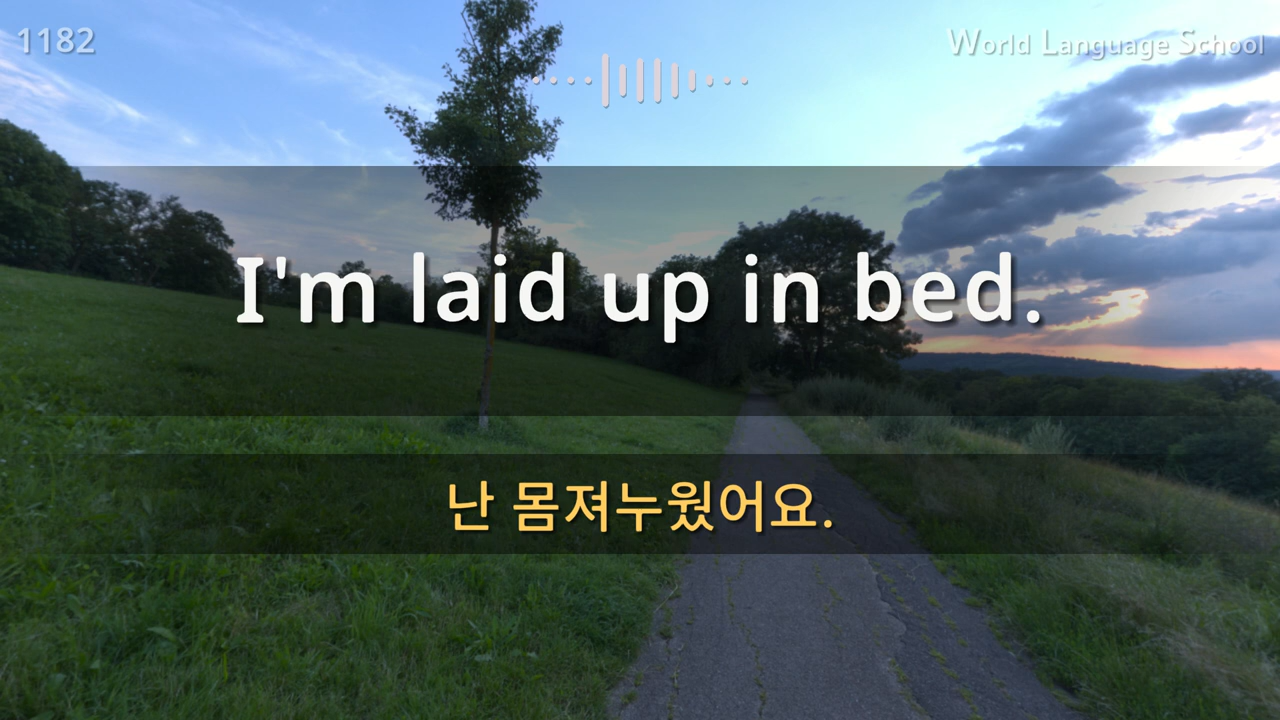 1182
World Language School
I'm laid up in bed.
난 몸져누웠어요.